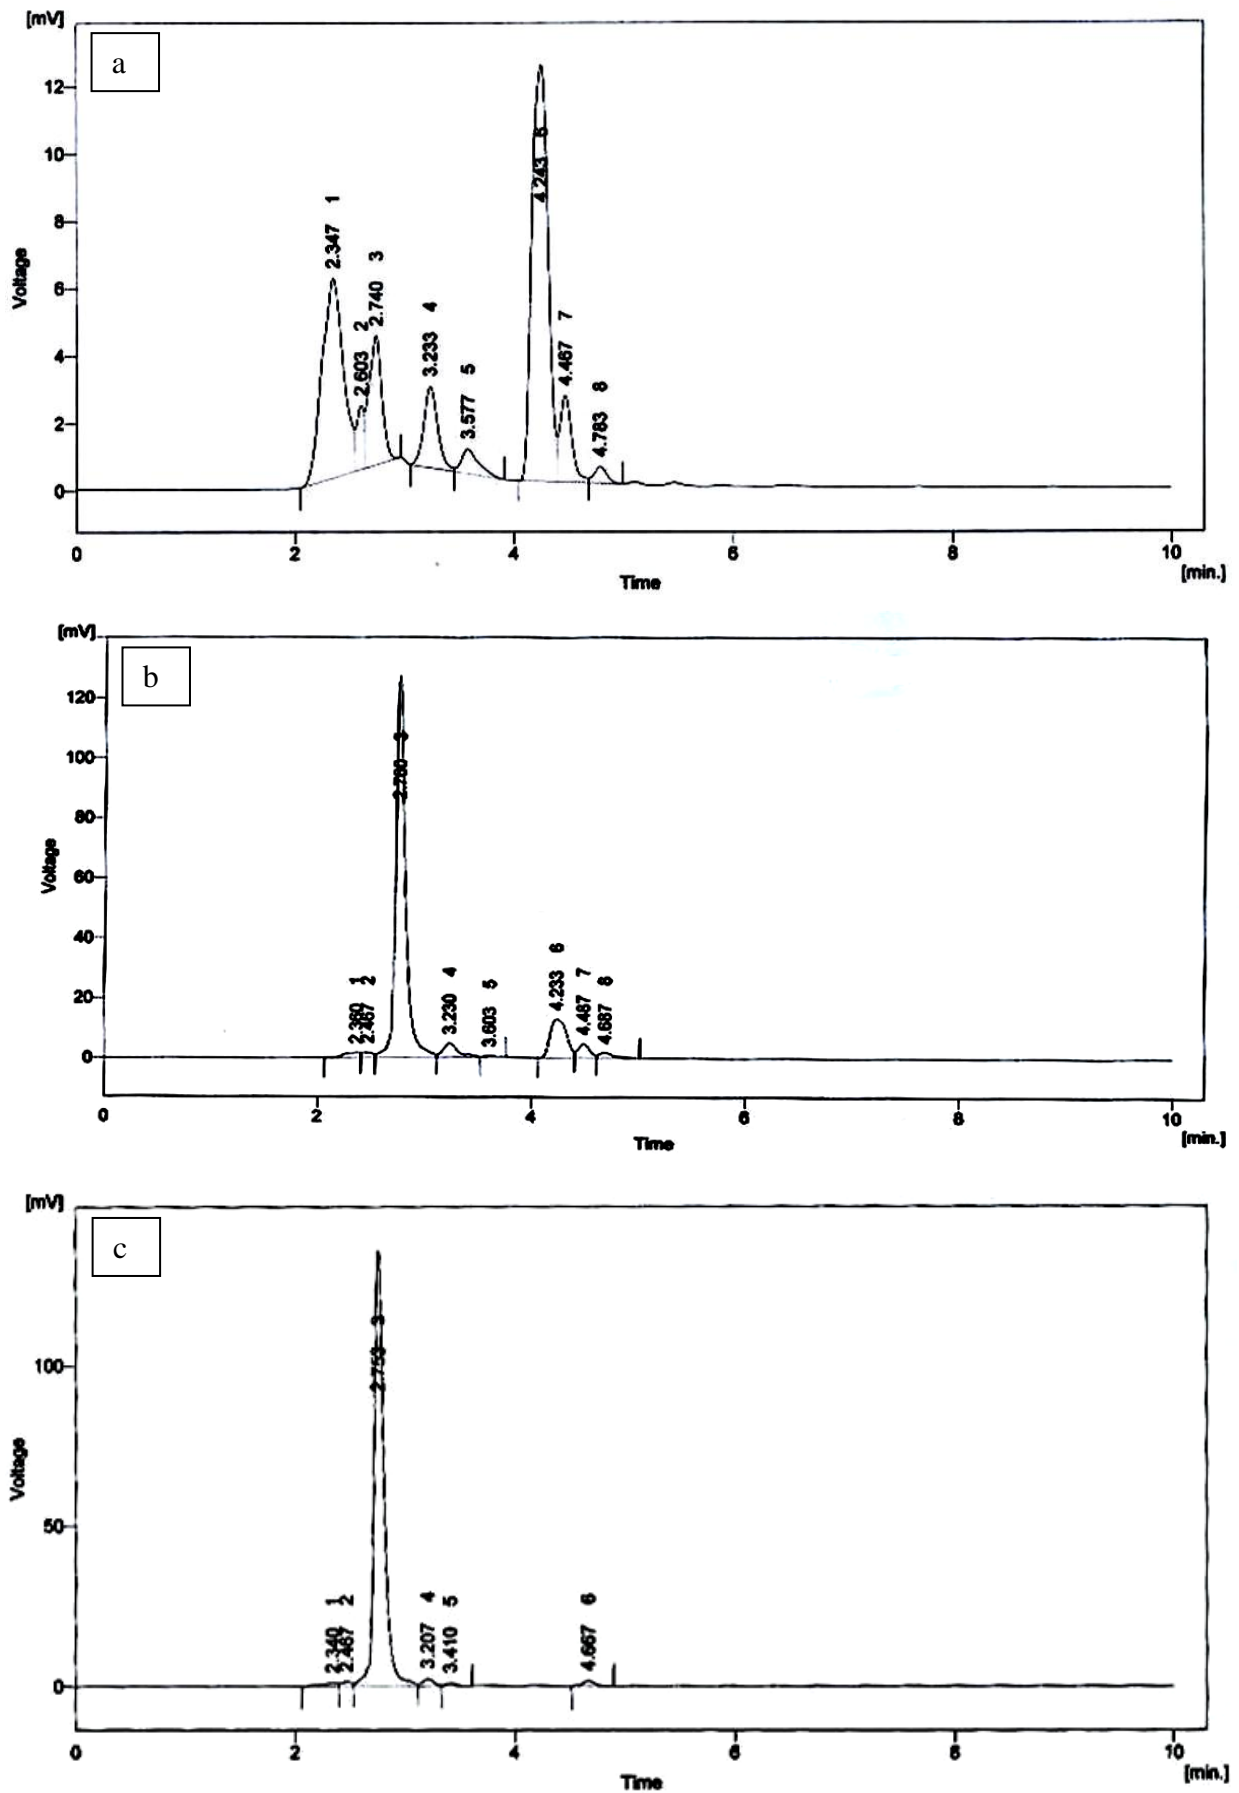 [mV]
a
12
10
8
6
4
2
0
Voltage
2.347 1
2.603 2
2.740 3
3.233 4
3.577 5
4.243 6
4.467 7
4.783 8
0 2 4 6 8 10
Time
[min.]
[mV]
b
120
100
80
60
40
20
0
Voltage
2.360 1
2.467 2
2.760 3
3.230 4
3.603 5
4.233 6
4.487 7
4.687 8
0 2 4 6 8 10
Time
[min.]
[mV]
c
100
50
0
Voltage
2.340 1
2.467 2
2.753 3
3.207 4
3.410 5
4.667 6
0 2 4 6 8 10
Time
[min.]